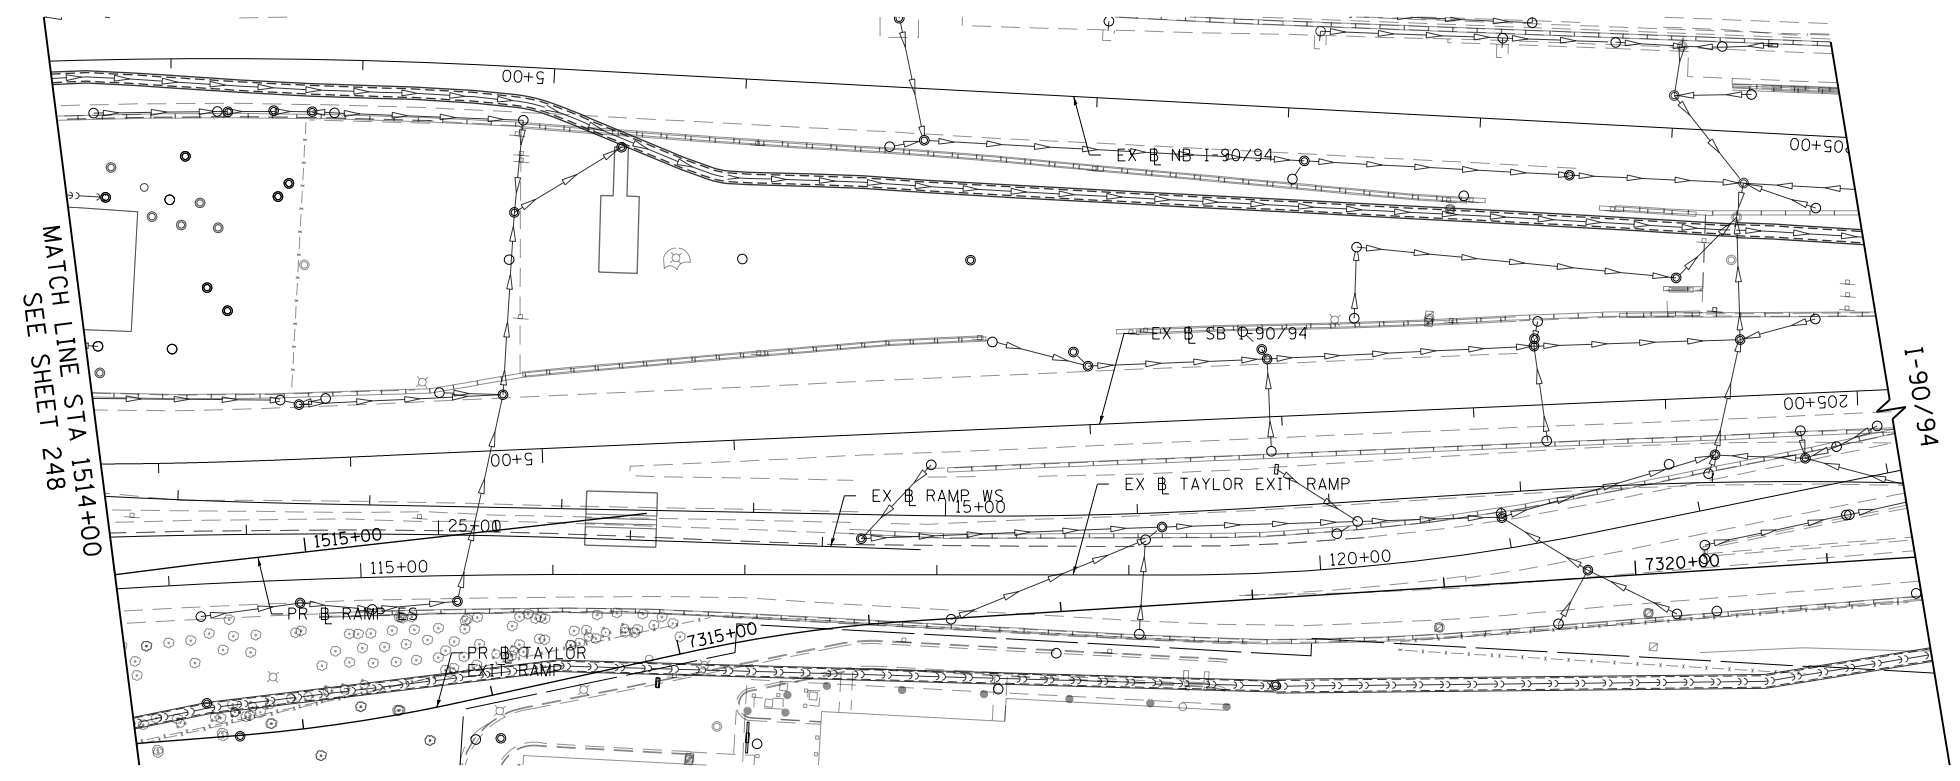 5+00
EX ℄ NB I-90/94
205+00
MATCH LINE STA 1514+00
SEE SHEET 248
EX ℄ SB I-90/94
I-90/94
205+00
5+00
EX ℄ TAYLOR EXIT RAMP
EX ℄ RAMP WS
15+00
25+00
1515+00
120+00
115+00
7320+00
PR ℄ RAMP ES
7315+00
PR ℄ TAYLOR
EXIT RAMP